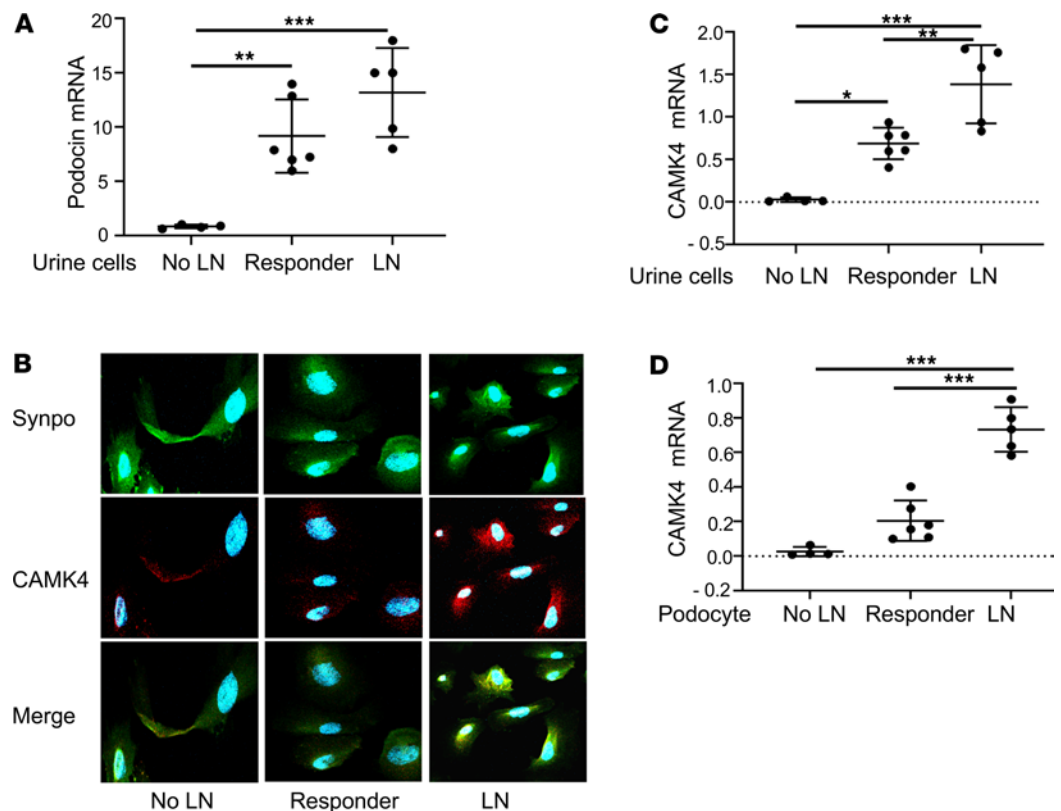 A
Podocin mRNA
20
15
10
5
0
**
***
Urine cells No LN Responder LN
C
CAMK4 mRNA
2.0
1.5
1.0
0.5
0.0
- 0.5
***
**
*
Urine cells No LN Responder LN
B
Synpo
CAMK4
Merge
No LN Responder LN
D
CAMK4 mRNA
1.0
0.8
0.6
0.4
0.2
0.0
- 0.2
***
***
Podocyte No LN Responder LN